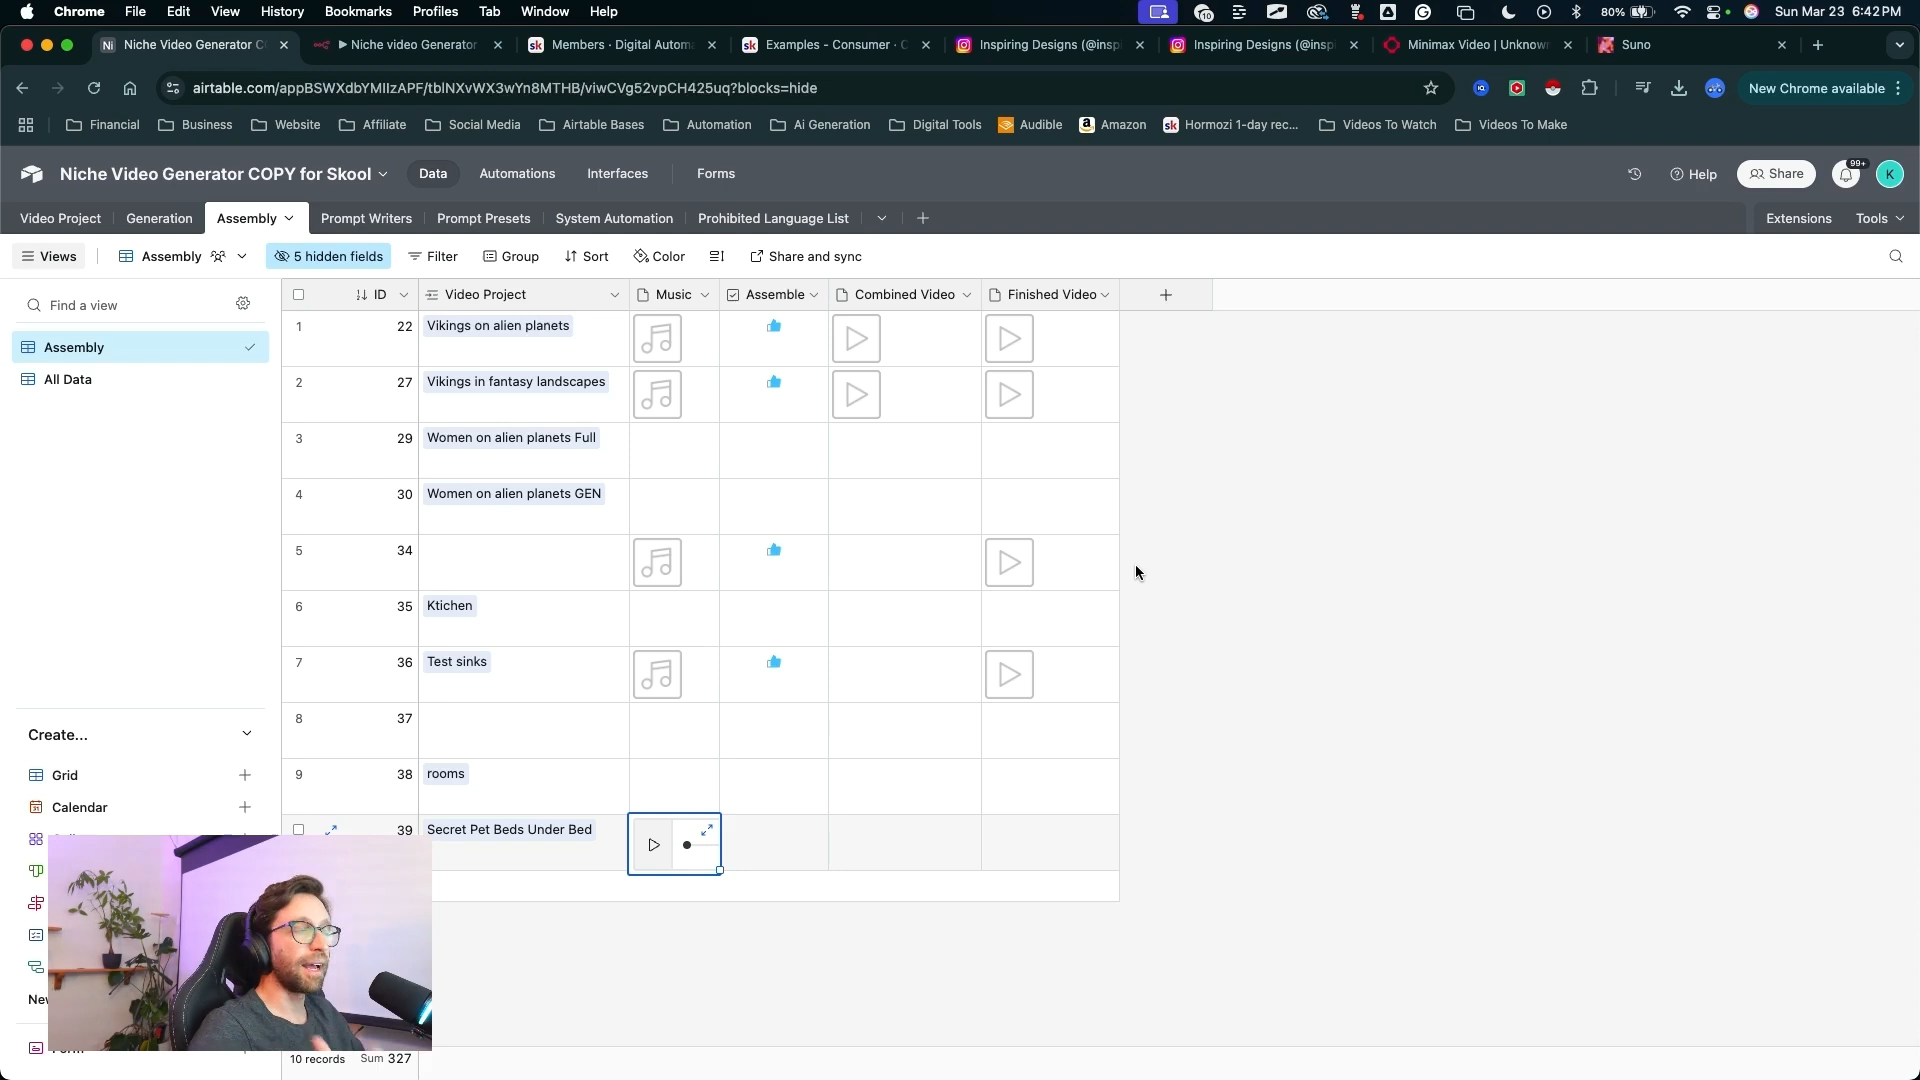 Chrome File Edit View History Bookmarks Profiles Tab Window Help 10 80% Sun Mar 23 6:42 PM
Ni Niche Video Generator C Niche video Generator sk Members · Digital Autom sk Examples - Consumer · C Inspiring Designs (@insp Inspiring Designs (@insp Minimax Video | Unknow Suno
airtable.com/appBSWXdbYMIIzAPF/tblNXvWX3wYn8MTHB/viwCVg52vpCH425uq?blocks=hide New Chrome available
Financial Business Website Affiliate Social Media Airtable Bases Automation Ai Generation Digital Tools Audible Amazon sk Hormozi 1-day rec... Videos To Watch Videos To Make
Niche Video Generator COPY for Skool Data Automations Interfaces Forms Help Share 99+ K
Video Project Generation Assembly Prompt Writers Prompt Presets System Automation Prohibited Language List Extensions Tools
Views Assembly 5 hidden fields Filter Group Sort Color Share and sync
Find a view
Assembly
All Data
Create...
Grid
Calendar
ID Video Project Music Assemble Combined Video Finished Video
1 22 Vikings on alien planets
2 27 Vikings in fantasy landscapes
3 29 Women on alien planets Full
4 30 Women on alien planets GEN
5 34
6 35 Ktichen
7 36 Test sinks
8 37
9 38 rooms
39 Secret Pet Beds Under Bed
10 records Sum 327